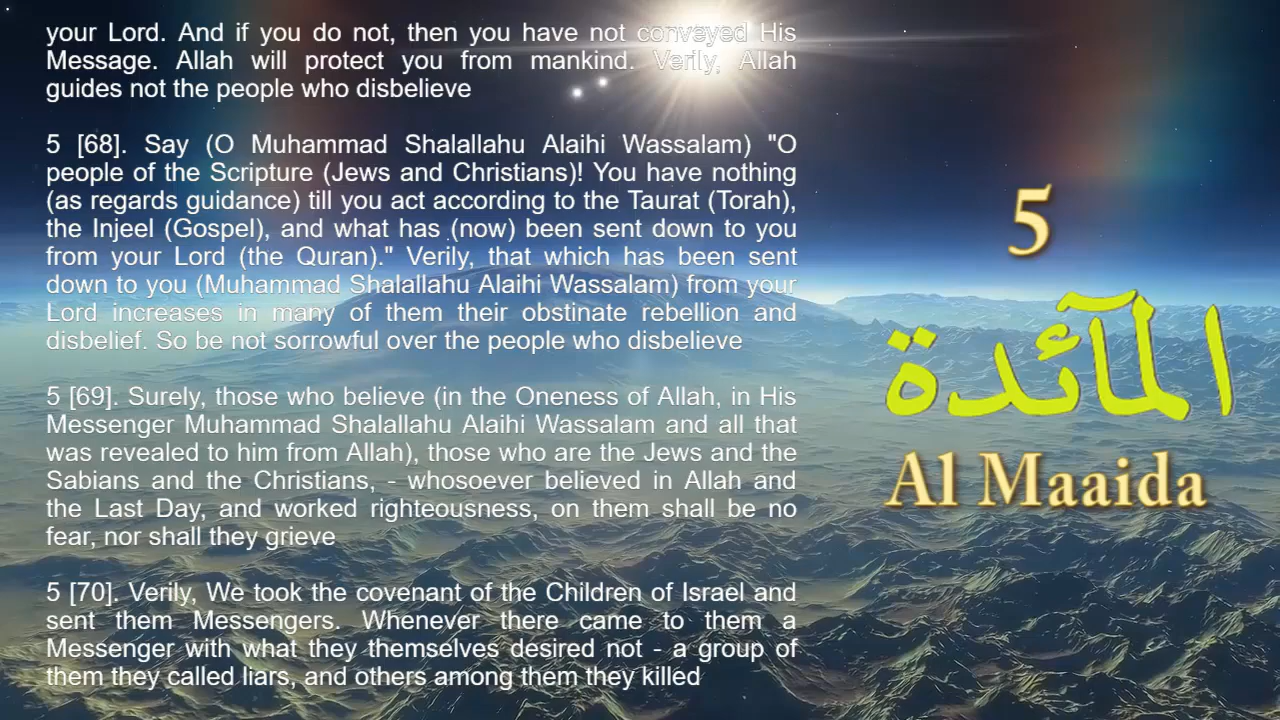 your Lord. And if you do not, then you have not conveyed His
Message. Allah will protect you from mankind. Verily, Allah
guides not the people who disbelieve
5 [68]. Say (O Muhammad Shalallahu Alaihi Wassalam) "O
people of the Scripture (Jews and Christians)! You have nothing
(as regards guidance) till you act according to the Taurat (Torah),
the Injeel (Gospel), and what has (now) been sent down to you
from your Lord (the Quran)." Verily, that which has been sent
down to you (Muhammad Shalallahu Alaihi Wassalam) from your
Lord increases in many of them their obstinate rebellion and
disbelief. So be not sorrowful over the people who disbelieve
5 [69]. Surely, those who believe (in the Oneness of Allah, in His
Messenger Muhammad Shalallahu Alaihi Wassalam and all that
was revealed to him from Allah), those who are the Jews and the
Sabians and the Christians, - whosoever believed in Allah and
the Last Day, and worked righteousness, on them shall be no
fear, nor shall they grieve
5 [70]. Verily, We took the covenant of the Children of Israel and
sent them Messengers. Whenever there came to them a
Messenger with what they themselves desired not - a group of
them they called liars, and others among them they killed
5
المآئدة
Al Maaida